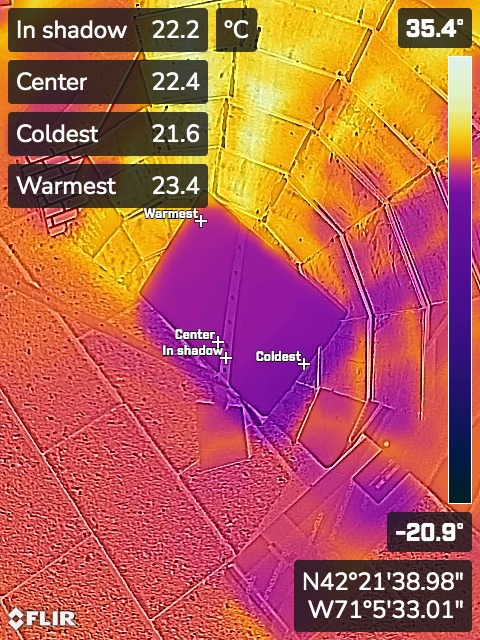 In shadow 22.2 °C
35.4°
Center 22.4
Coldest 21.6
Warmest 23.4
Warmest
Center
In shadow
Coldest
-20.9°
N42°21'38.98"
W71°5'33.01"
FLIR